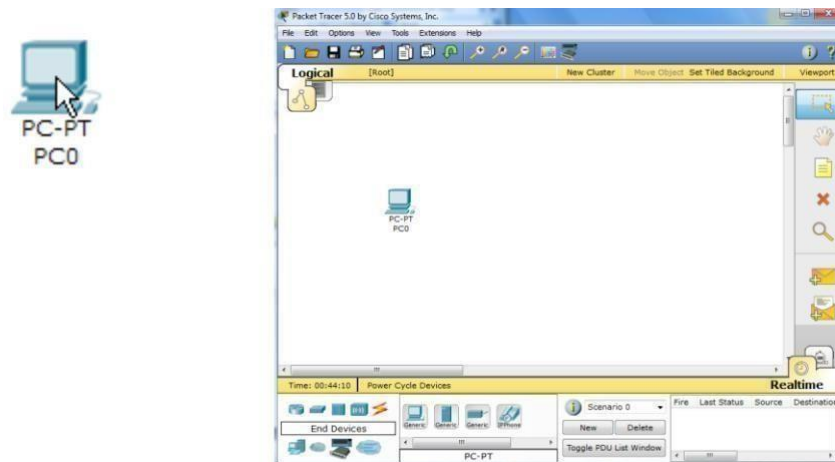 PC-PT
PC0
Packet Tracer 5.0 by Cisco Systems, Inc.
File Edit Options View Tools Extensions Help
Logical [Root] New Cluster Move Object Set Tiled Background Viewport
PC-PT
PC0
Time: 00:44:10 Power Cycle Devices Realtime
End Devices
Generic Generic Generic IPPhone
PC-PT
Scenario 0
New Delete
Toggle PDU List Window
Fire Last Status Source Destination